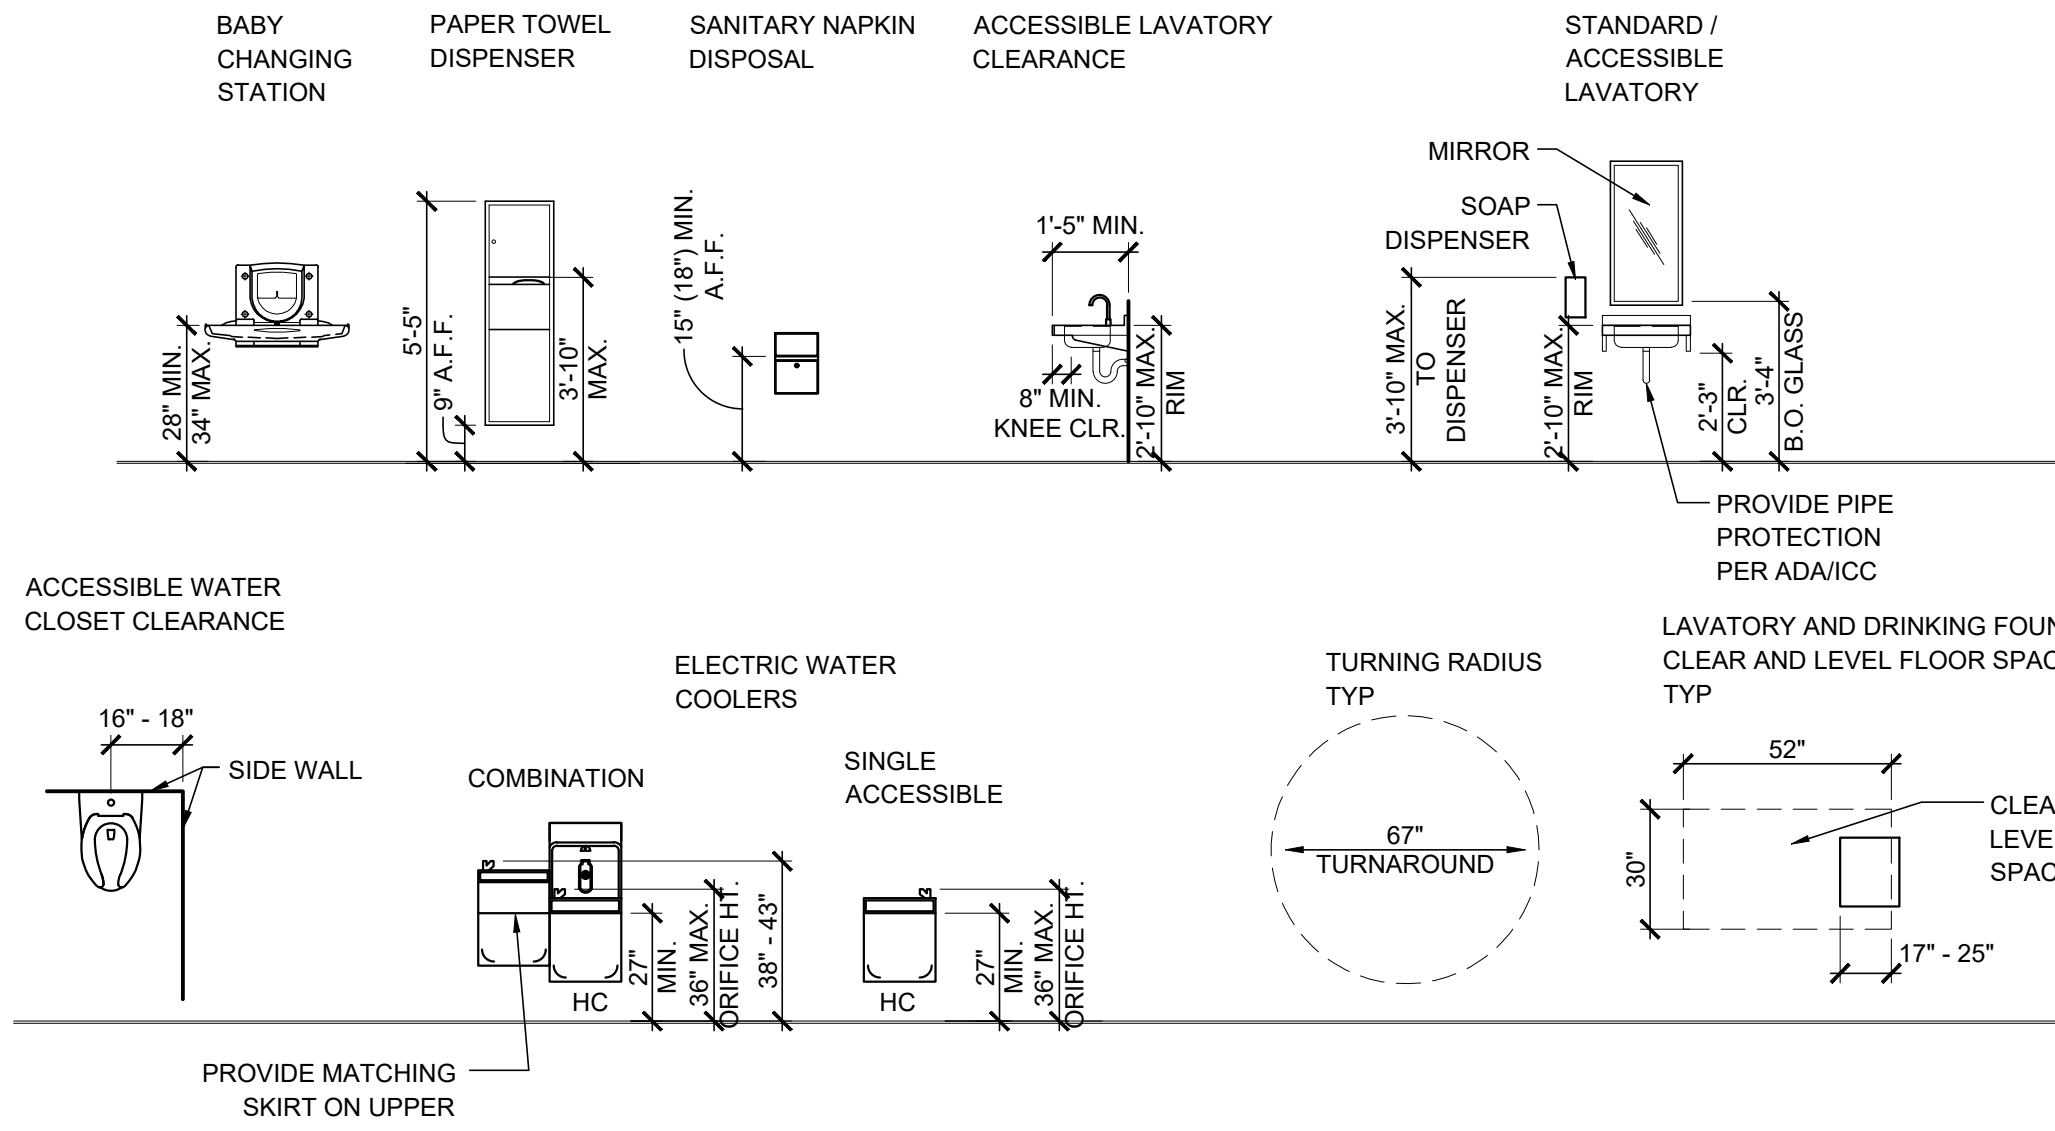 BABY
CHANGING
STATION
PAPER TOWEL
DISPENSER
SANITARY NAPKIN
DISPOSAL
ACCESSIBLE LAVATORY
CLEARANCE
STANDARD /
ACCESSIBLE
LAVATORY
28" MIN.
34" MAX.
5'-5"
9" A.F.F.
3'-10"
MAX.
15" (18") MIN.
A.F.F.
1'-5" MIN.
8" MIN.
KNEE CLR.
2'-10" MAX.
RIM
MIRROR
SOAP
DISPENSER
3'-10" MAX.
TO
DISPENSER
2'-10" MAX.
RIM
2'-3"
CLR.
3'-4"
B.O. GLASS
PROVIDE PIPE
PROTECTION
PER ADA/ICC
ACCESSIBLE WATER
CLOSET CLEARANCE
16" - 18"
SIDE WALL
ELECTRIC WATER
COOLERS
COMBINATION
HC
27"
MIN.
36" MAX.
ORIFICE HT.
38" - 43"
PROVIDE MATCHING
SKIRT ON UPPER
SINGLE
ACCESSIBLE
HC
27"
MIN.
36" MAX.
ORIFICE HT.
TURNING RADIUS
TYP
67"
TURNAROUND
LAVATORY AND DRINKING FOUN
CLEAR AND LEVEL FLOOR SPAC
TYP
52"
30"
CLEA
LEVE
SPAC
17" - 25"